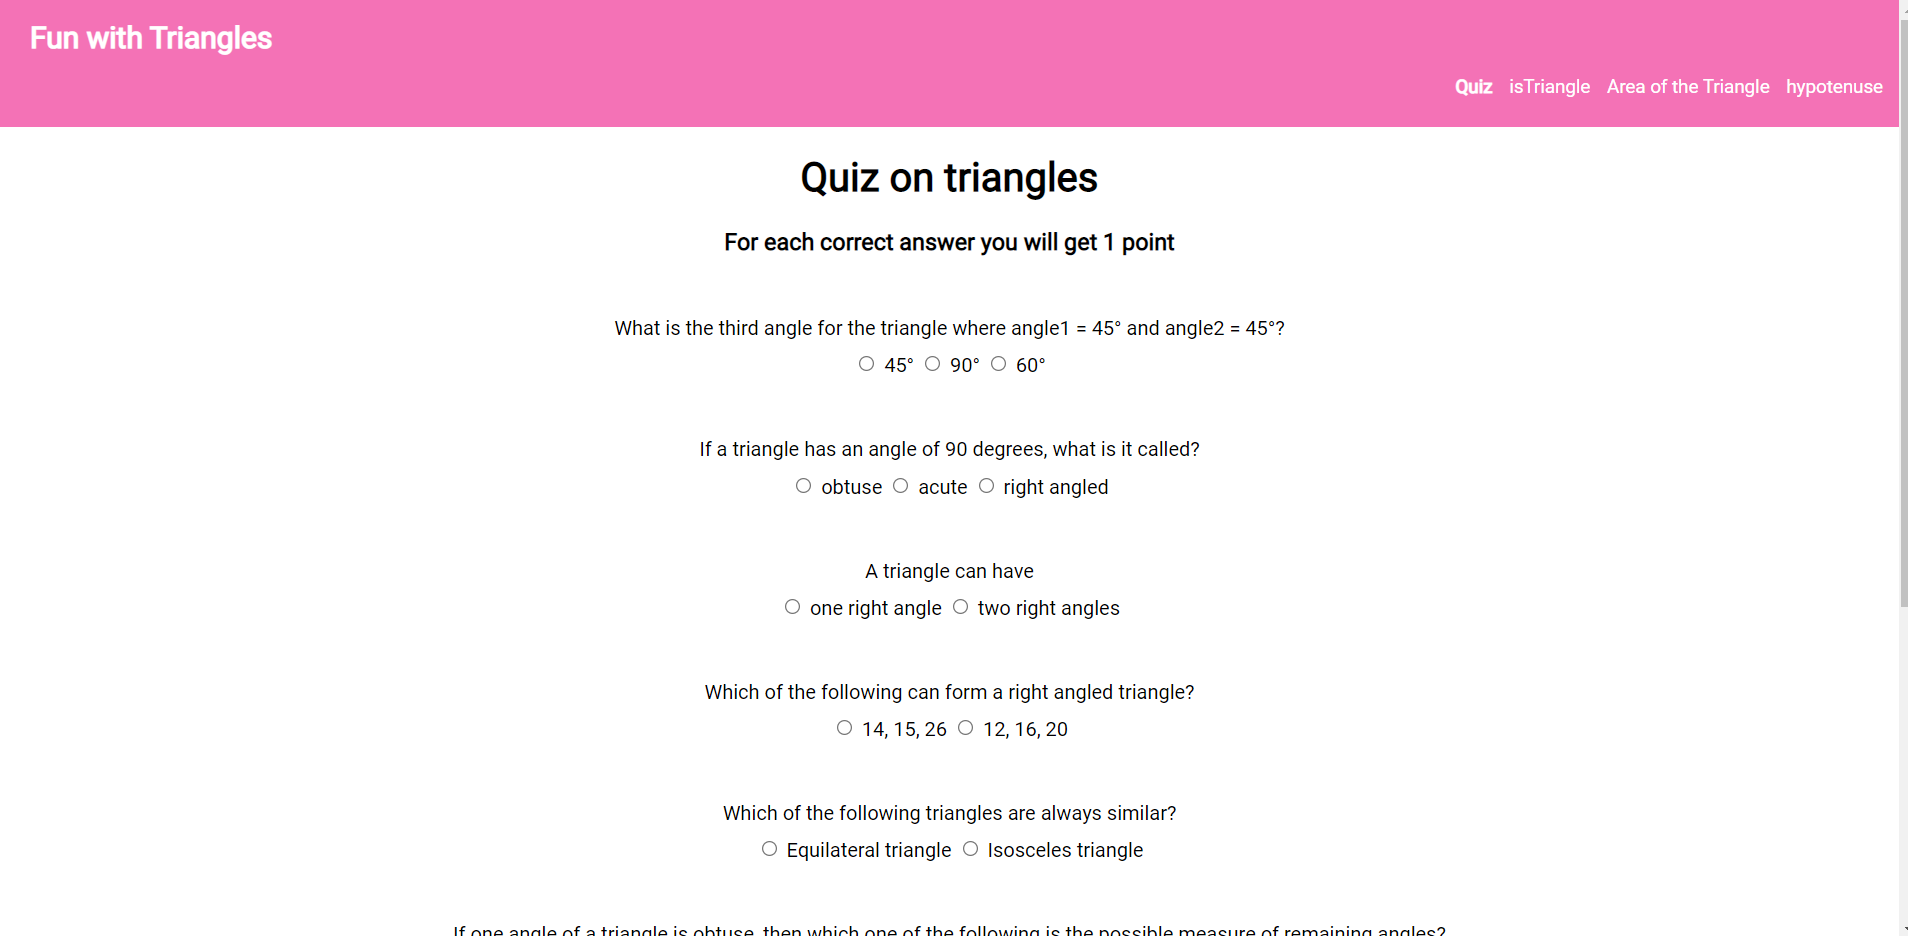 Fun with Triangles
Quiz isTriangle Area of the Triangle hypotenuse
Quiz on triangles
For each correct answer you will get 1 point
What is the third angle for the triangle where angle1 = 45° and angle2 = 45°?
45° 90° 60°
If a triangle has an angle of 90 degrees, what is it called?
obtuse acute right angled
A triangle can have
one right angle two right angles
Which of the following can form a right angled triangle?
14, 15, 26 12, 16, 20
Which of the following triangles are always similar?
Equilateral triangle Isosceles triangle
If one angle of a triangle is obtuse, then which one of the following is the possible measure of remaining angles?